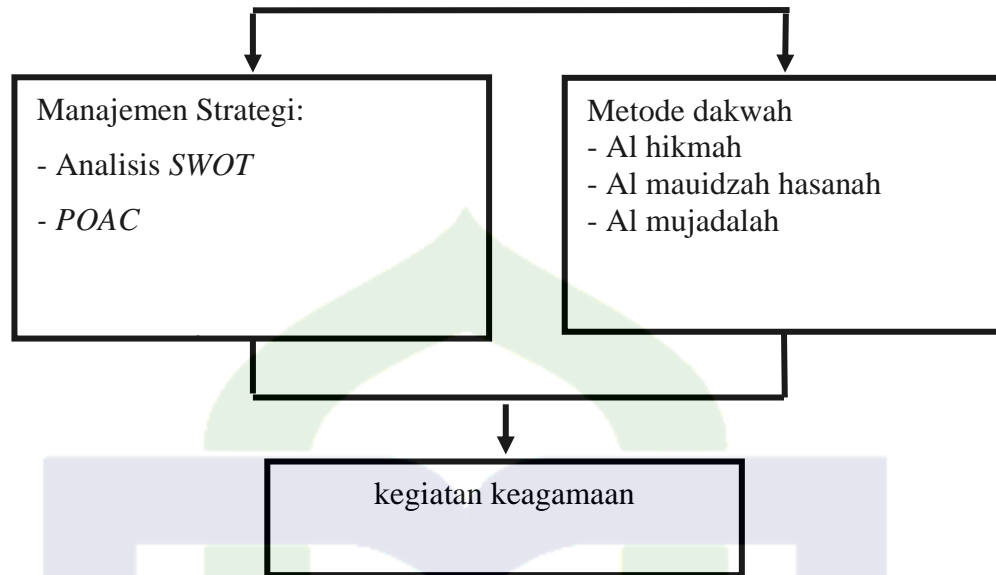 Manajemen Strategi:
- Analisis SWOT
- POAC
Metode dakwah
- Al hikmah
- Al mauidzah hasanah
- Al mujadalah
kegiatan keagamaan